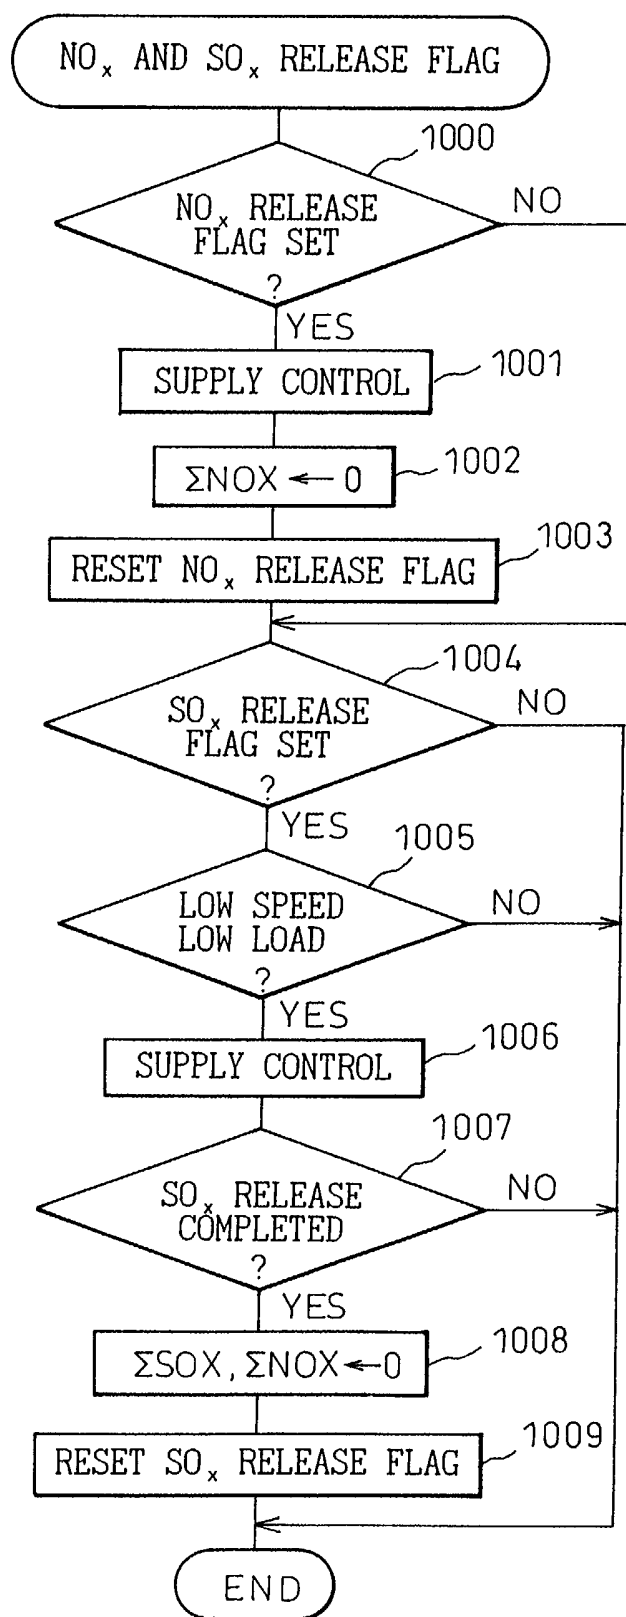 NOₓ AND SOₓ RELEASE FLAG
1000
NOₓ RELEASE
FLAG SET
?
NO
YES
SUPPLY CONTROL
1001
ΣNOX ← 0
1002
RESET NOₓ RELEASE FLAG
1003
1004
SOₓ RELEASE
FLAG SET
?
NO
YES
1005
LOW SPEED
LOW LOAD
?
NO
YES
SUPPLY CONTROL
1006
1007
SOₓ RELEASE
COMPLETED
?
NO
YES
ΣSOX, ΣNOX ← 0
1008
RESET SOₓ RELEASE FLAG
1009
END